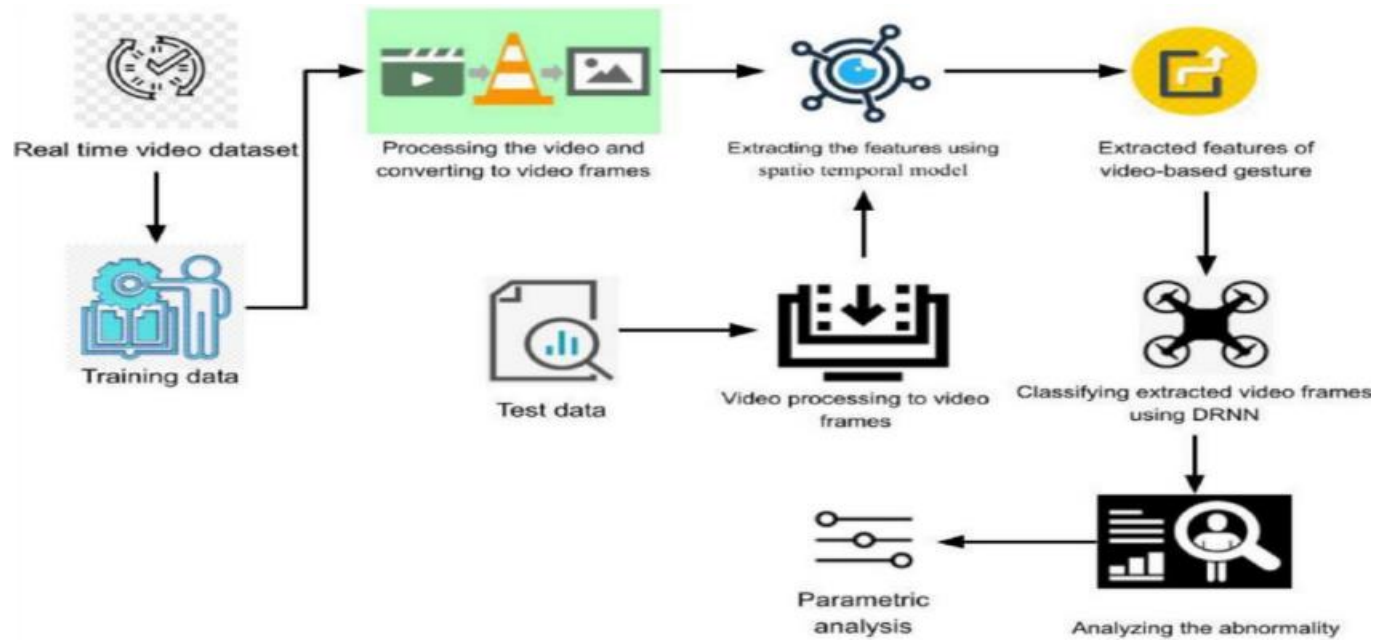 Real time video dataset
Processing the video and
converting to video frames
Extracting the features using
spatio temporal model
Extracted features of
video-based gesture
Training data
Test data
Video processing to video
frames
Classifying extracted video frames
using DRNN
Parametric
analysis
Analyzing the abnormality